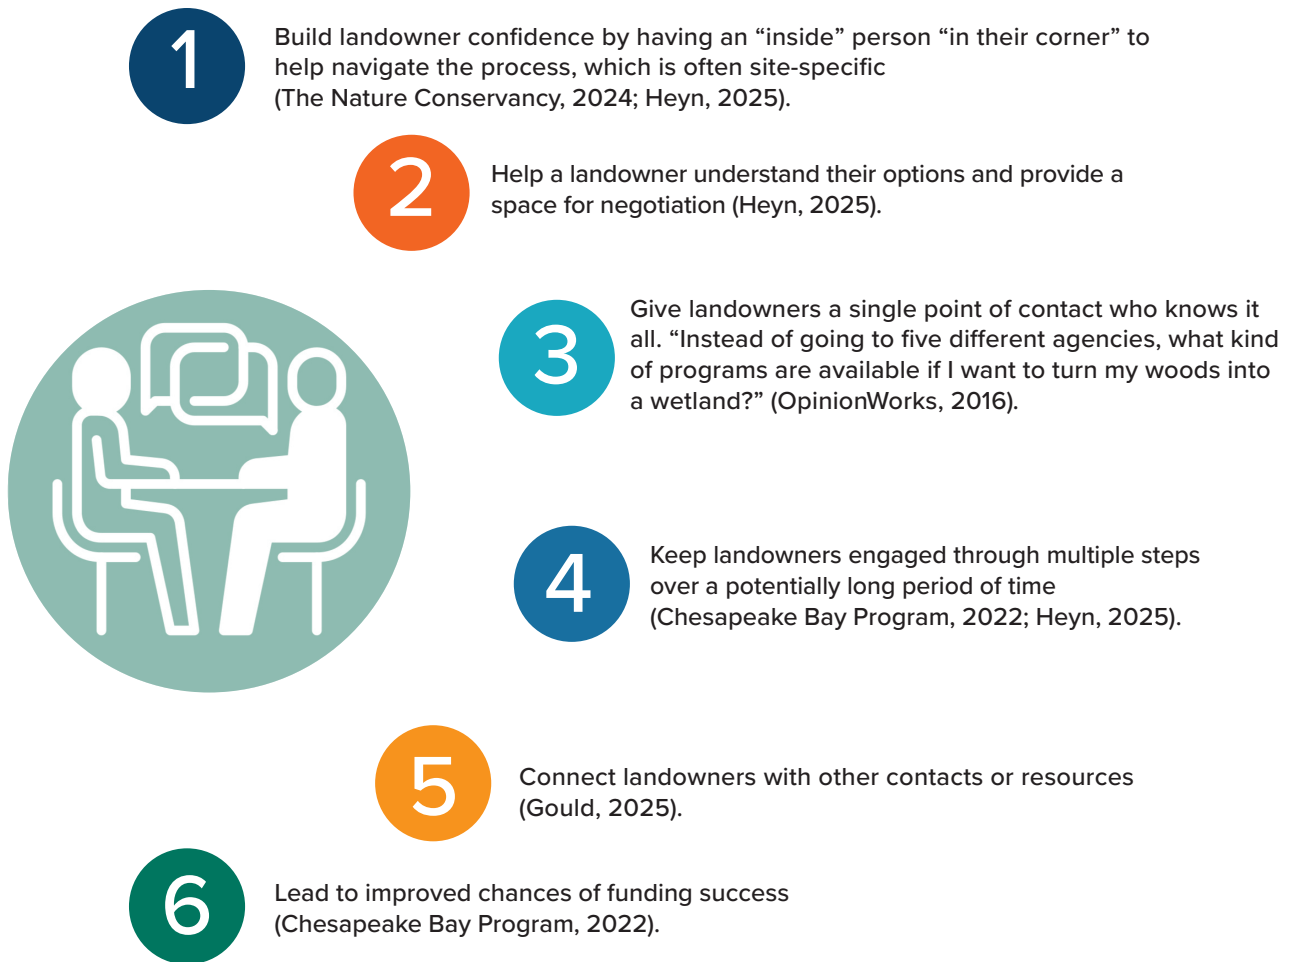 1
Build landowner confidence by having an “inside” person “in their corner” to
help navigate the process, which is often site-specific
(The Nature Conservancy, 2024; Heyn, 2025).
2
Help a landowner understand their options and provide a
space for negotiation (Heyn, 2025).
3
Give landowners a single point of contact who knows it
all. “Instead of going to five different agencies, what kind
of programs are available if I want to turn my woods into
a wetland?” (OpinionWorks, 2016).
4
Keep landowners engaged through multiple steps
over a potentially long period of time
(Chesapeake Bay Program, 2022; Heyn, 2025).
5
Connect landowners with other contacts or resources
(Gould, 2025).
6
Lead to improved chances of funding success
(Chesapeake Bay Program, 2022).